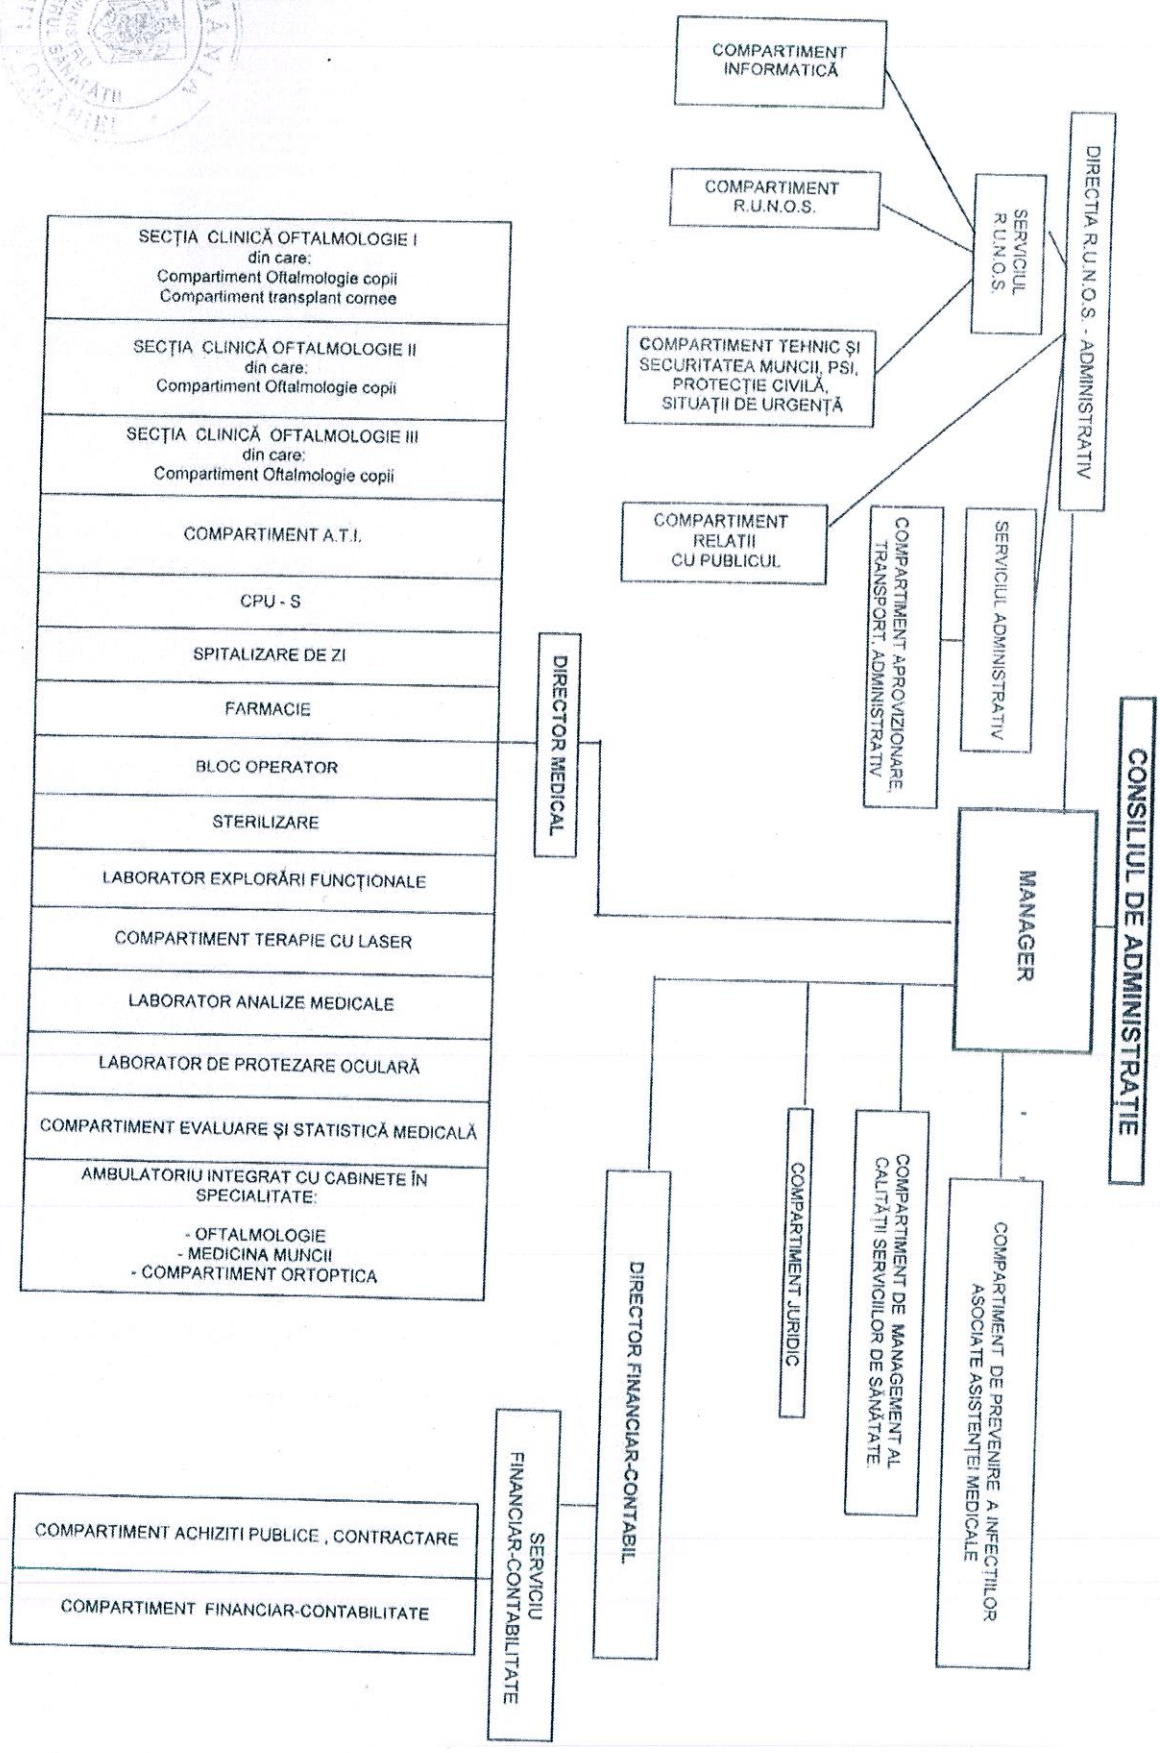 CONSILIUL DE ADMINISTRAȚIE
MANAGER
DIRECTIA R.U.N.O.S. - ADMINISTRATIV
SERVICIUL
R.U.N.O.S.
COMPARTIMENT
INFORMATICĂ
COMPARTIMENT
R.U.N.O.S.
COMPARTIMENT TEHNIC ȘI
SECURITATEA MUNCII, PSI,
PROTECȚIE CIVILĂ,
SITUAȚII DE URGENȚĂ
COMPARTIMENT
RELATII
CU PUBLICUL
SERVICIUL ADMINISTRATIV
COMPARTIMENT APROVIZIONARE,
TRANSPORT, ADMINISTRATIV
DIRECTOR MEDICAL
SECȚIA CLINICĂ OFTALMOLOGIE I
din care:
Compartiment Oftalmologie copii
Compartiment transplant cornee
SECȚIA CLINICĂ OFTALMOLOGIE II
din care:
Compartiment Oftalmologie copii
SECȚIA CLINICĂ OFTALMOLOGIE III
din care:
Compartiment Oftalmologie copii
COMPARTIMENT A.T.I.
CPU - S
SPITALIZARE DE ZI
FARMACIE
BLOC OPERATOR
STERILIZARE
LABORATOR EXPLORĂRI FUNCȚIONALE
COMPARTIMENT TERAPIE CU LASER
LABORATOR ANALIZE MEDICALE
LABORATOR DE PROTEZARE OCULARĂ
COMPARTIMENT EVALUARE ȘI STATISTICĂ MEDICALĂ
AMBULATORIU INTEGRAT CU CABINETE ÎN
SPECIALITATE:
- OFTALMOLOGIE
- MEDICINA MUNCII
- COMPARTIMENT ORTOPTICA
COMPARTIMENT DE PREVENIRE A INFECȚIILOR
ASOCIATE ASISTENȚEI MEDICALE
COMPARTIMENT DE MANAGEMENT AL
CALITĂȚII SERVICIILOR DE SĂNĂTATE.
COMPARTIMENT JURIDIC
DIRECTOR FINANCIAR-CONTABIL
SERVICIU
FINANCIAR-CONTABILITATE
COMPARTIMENT ACHIZITI PUBLICE , CONTRACTARE
COMPARTIMENT FINANCIAR-CONTABILITATE